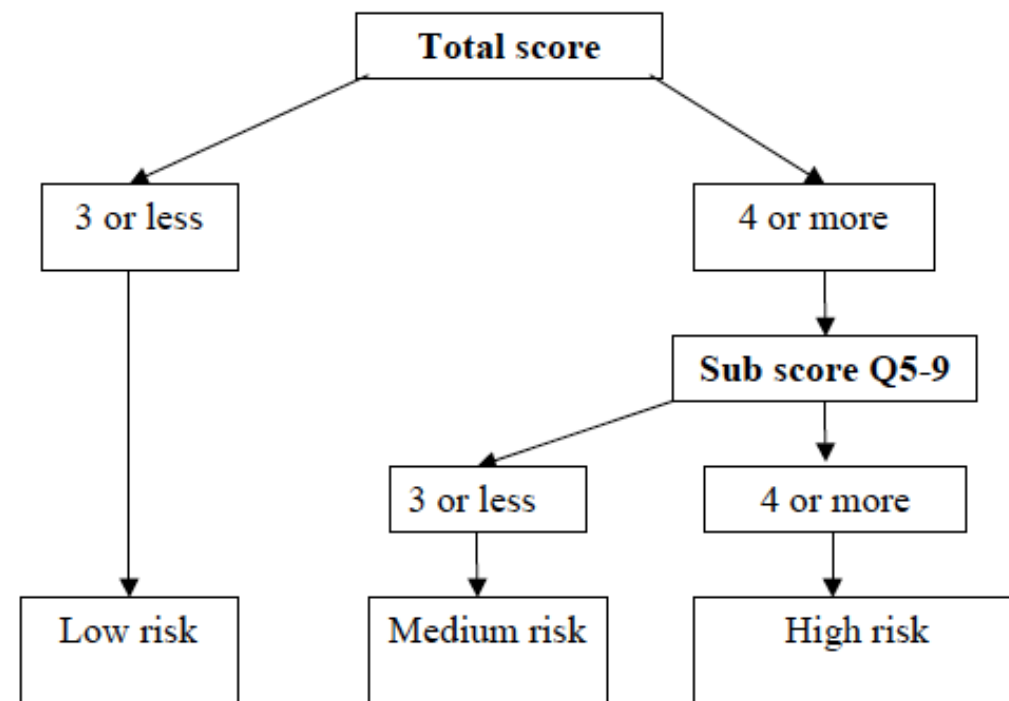 Total score
3 or less
4 or more
Sub score Q5-9
3 or less
4 or more
Low risk
Medium risk
High risk